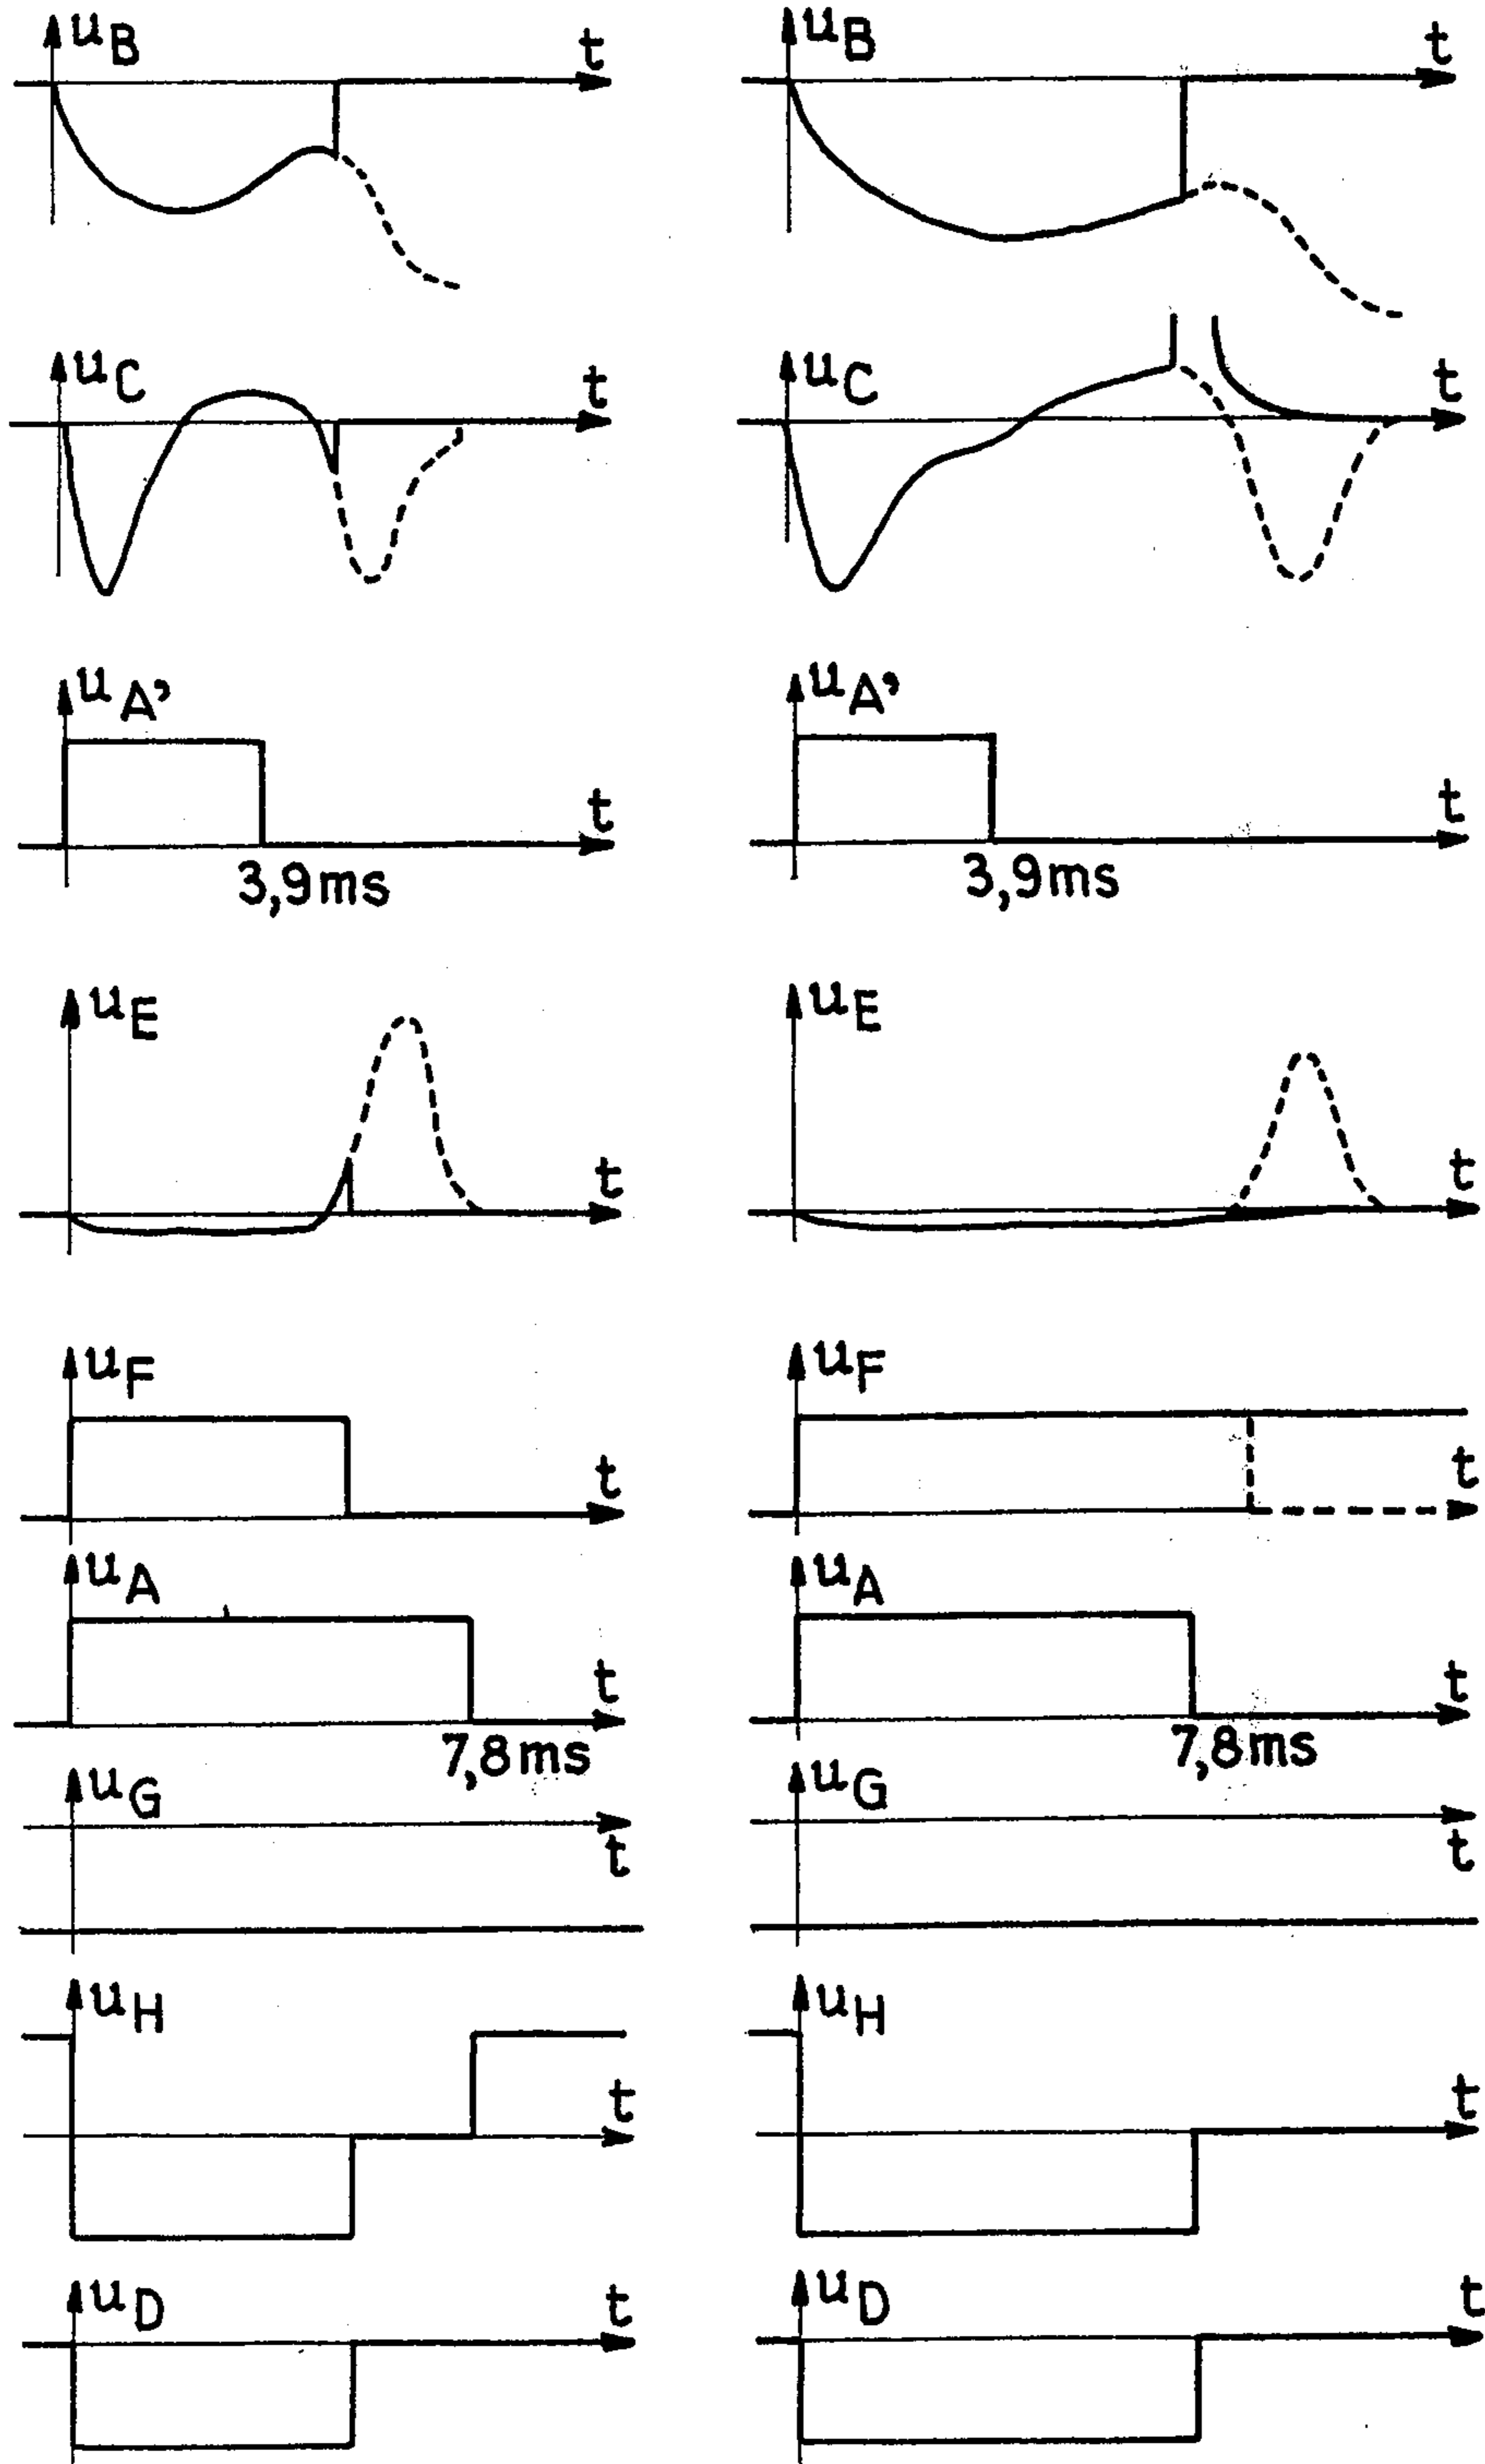 uB t uB t
uC t uC t
uA' t uA' t
3,9ms 3,9ms
uE t uE t
uF t uF t
uA t uA t
7,8ms 7,8ms
uG t uG t
uH t uH t
uD t uD t